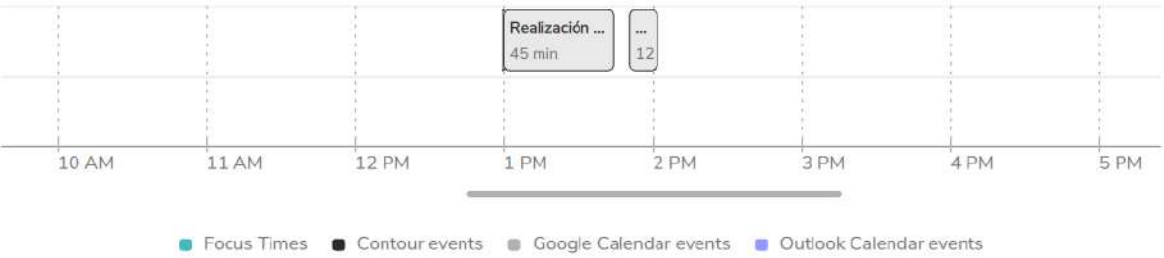 Realización ...
45 min
...
12
10 AM
11 AM
12 PM
1 PM
2 PM
3 PM
4 PM
5 PM
Focus Times
Contour events
Google Calendar events
Outlook Calendar events